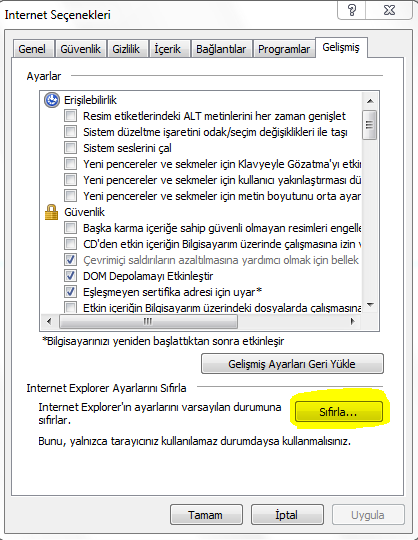 Internet Seçenekleri
Genel Güvenlik Gizlilik İçerik Bağlantılar Programlar Gelişmiş
Ayarlar
Erişilebilirlik
Resim etiketlerindeki ALT metinlerini her zaman genişlet
Sistem düzeltme işaretini odak/seçim değişiklikleri ile taşı
Sistem seslerini çal
Yeni pencereler ve sekmeler için Klavyeyle Gözatma'yı etkin
Yeni pencereler ve sekmeler için kullanıcı yakınlaştırması dü
Yeni pencereler ve sekmeler için metin boyutunu orta ayar
Güvenlik
Başka karma içeriğe sahip güvenli olmayan resimleri engelle
CD'den etkin içeriğin Bilgisayarım üzerinde çalışmasına izin v
Çevrimiçi saldırıların azaltılmasına yardımcı olmak için bellek
DOM Depolamayı Etkinleştir
Eşleşmeyen sertifika adresi için uyar*
Etkin içeriğin Bilgisayarım üzerindeki dosyalarda çalışmasına
*Bilgisayarınızı yeniden başlattıktan sonra etkinleşir
Gelişmiş Ayarları Geri Yükle
Internet Explorer Ayarlarını Sıfırla
Internet Explorer'ın ayarlarını varsayılan durumuna
sıfırlar.
Sıfırla...
Bunu, yalnızca tarayıcınız kullanılamaz durumdaysa kullanmalısınız.
Tamam İptal Uygula